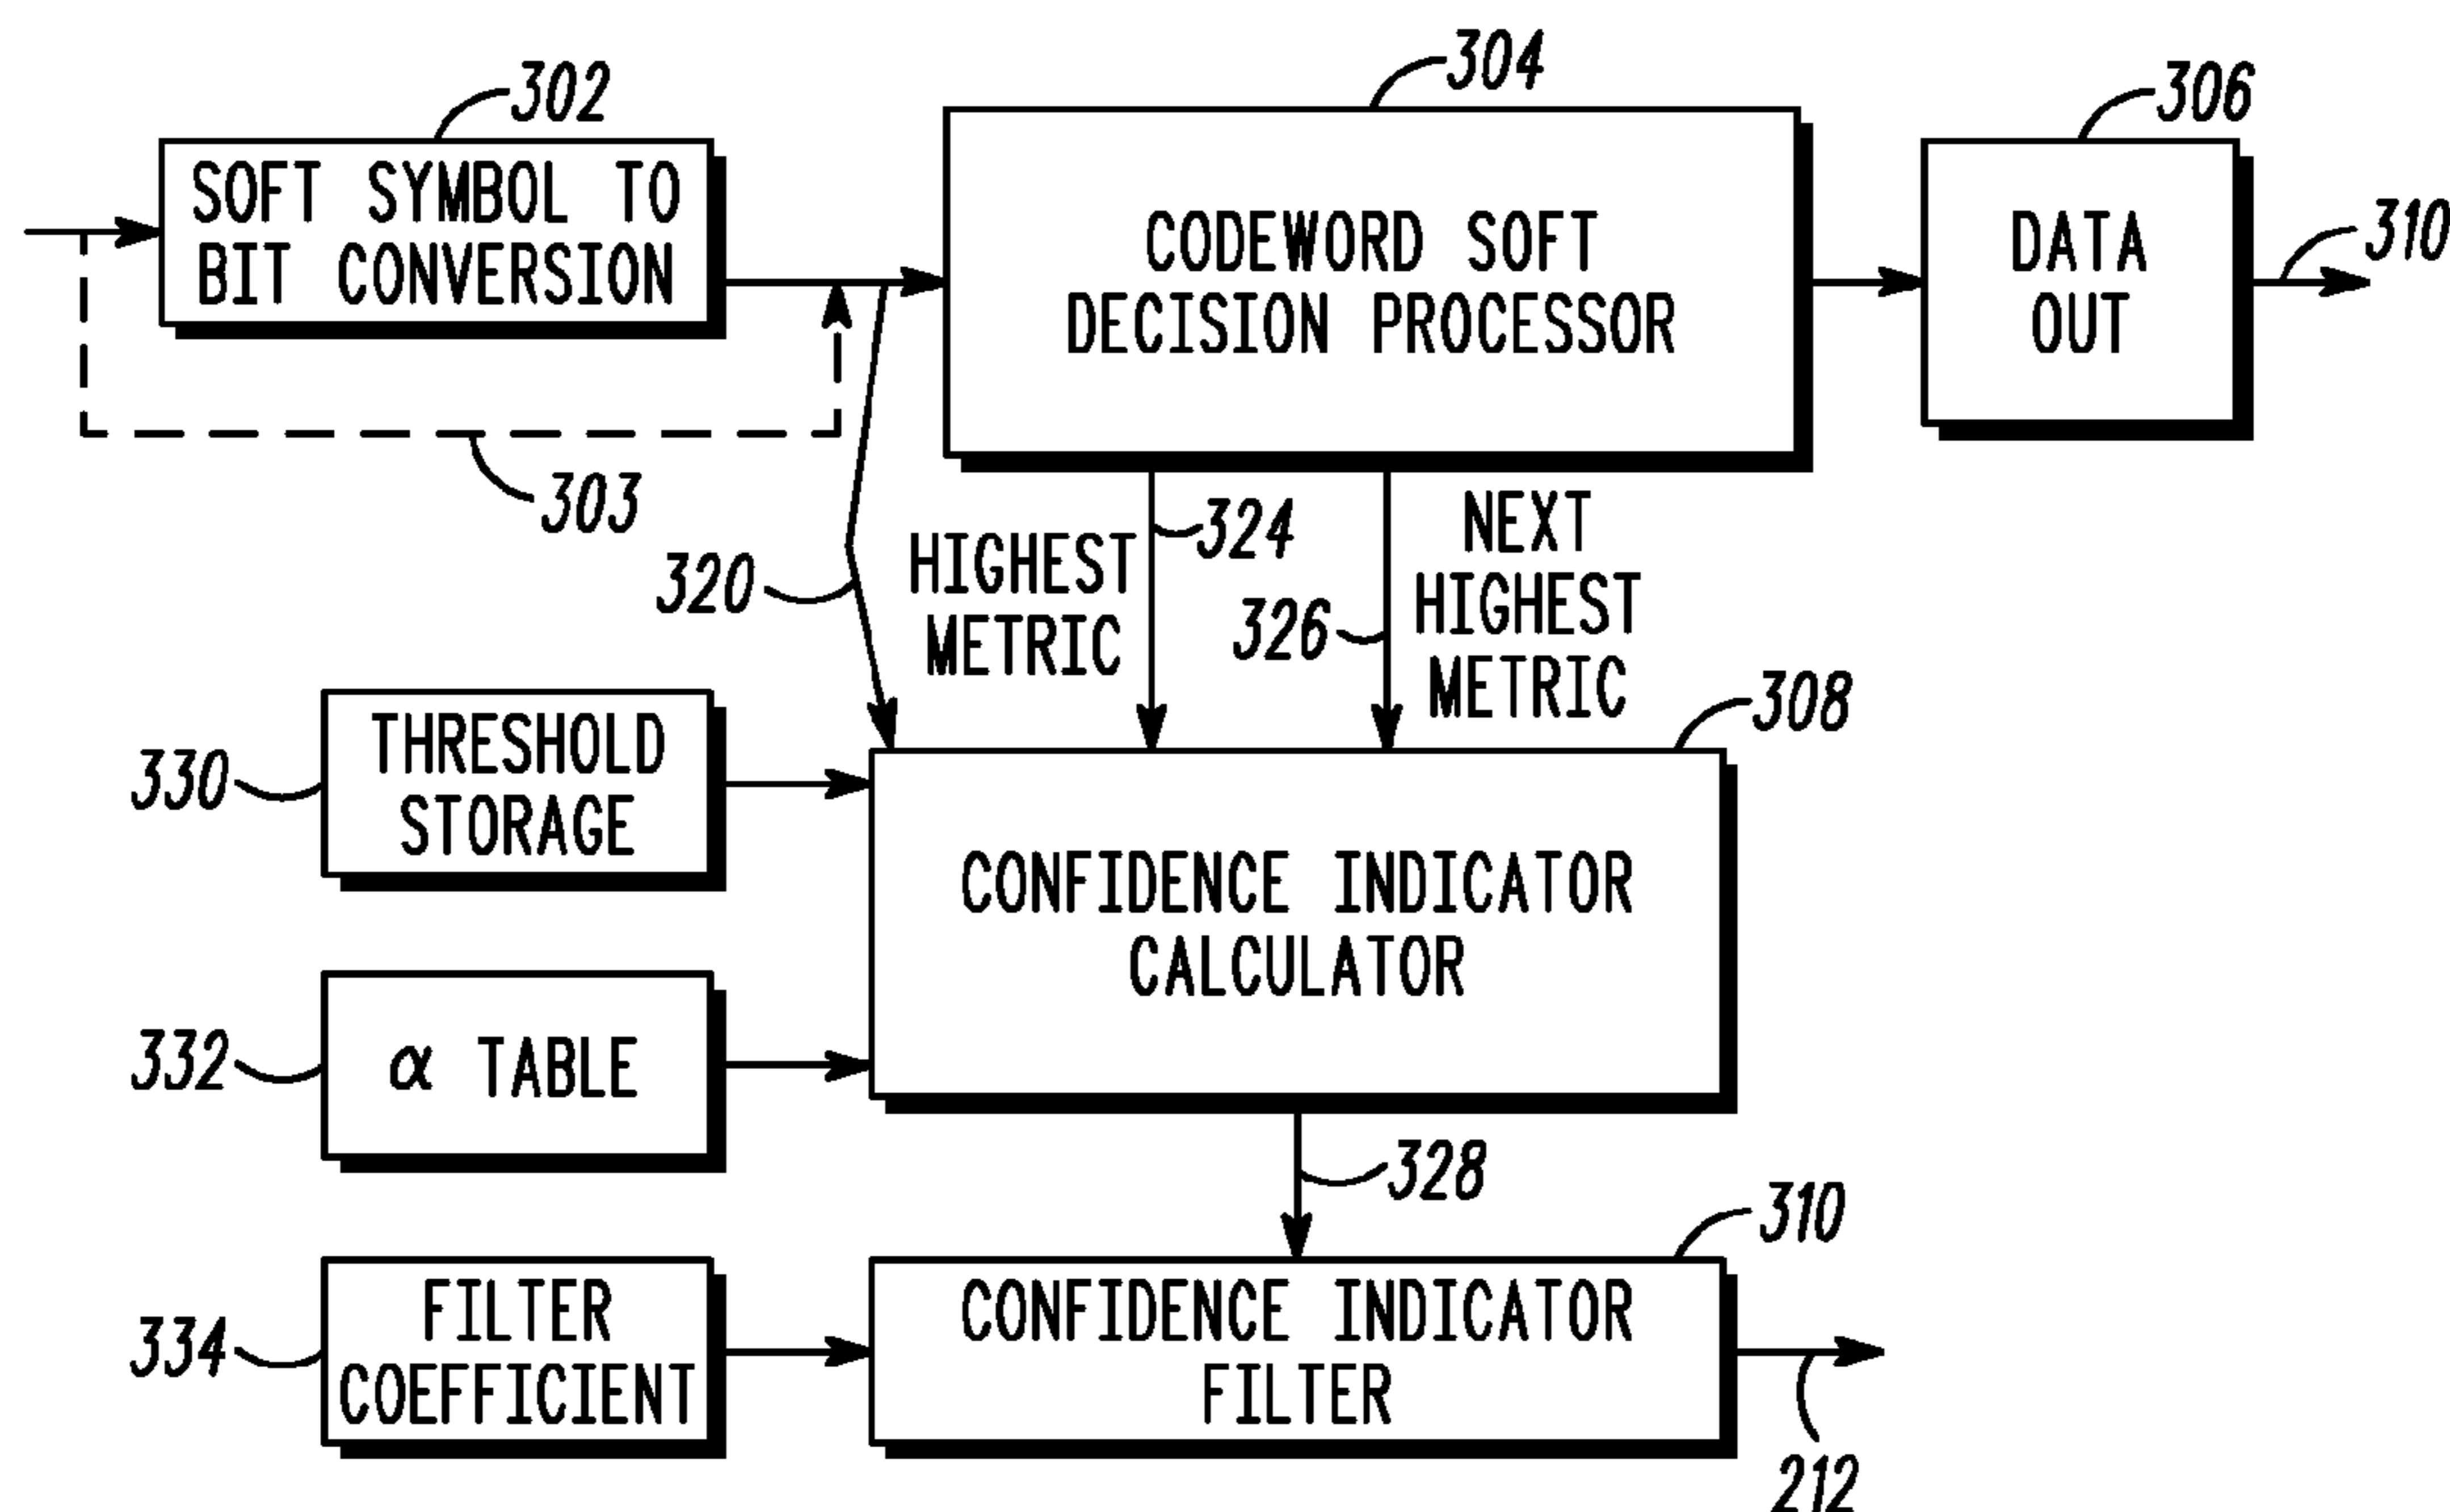 302
SOFT SYMBOL TO
BIT CONVERSION
303
304
CODEWORD SOFT
DECISION PROCESSOR
306
DATA
OUT
310
320
HIGHEST
METRIC
324
326
NEXT
HIGHEST
METRIC
330
THRESHOLD
STORAGE
308
CONFIDENCE INDICATOR
CALCULATOR
332
α TABLE
328
334
FILTER
COEFFICIENT
310
CONFIDENCE INDICATOR
FILTER
212